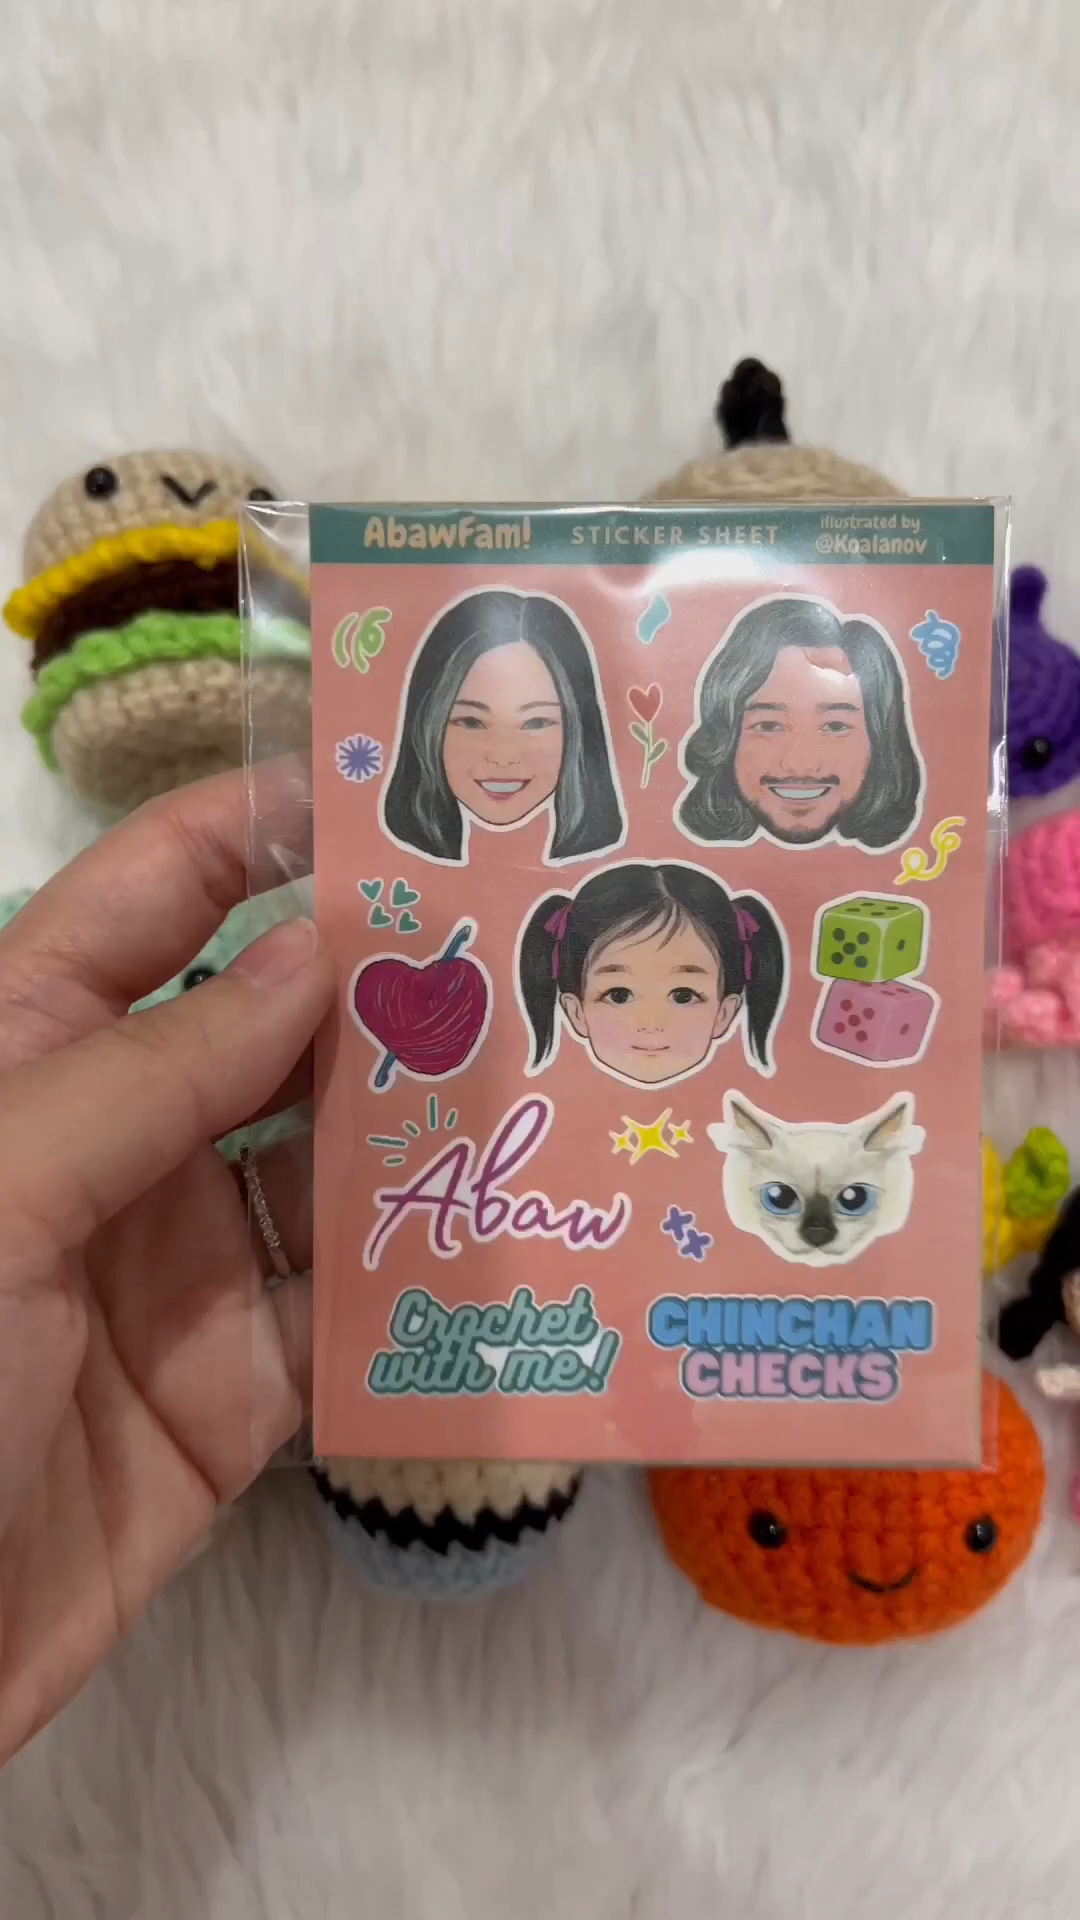 AbawFam!
STICKER SHEET
illustrated by
@Koalanov
Abaw
Crochet
with me!
CHINCHAN
CHECKS